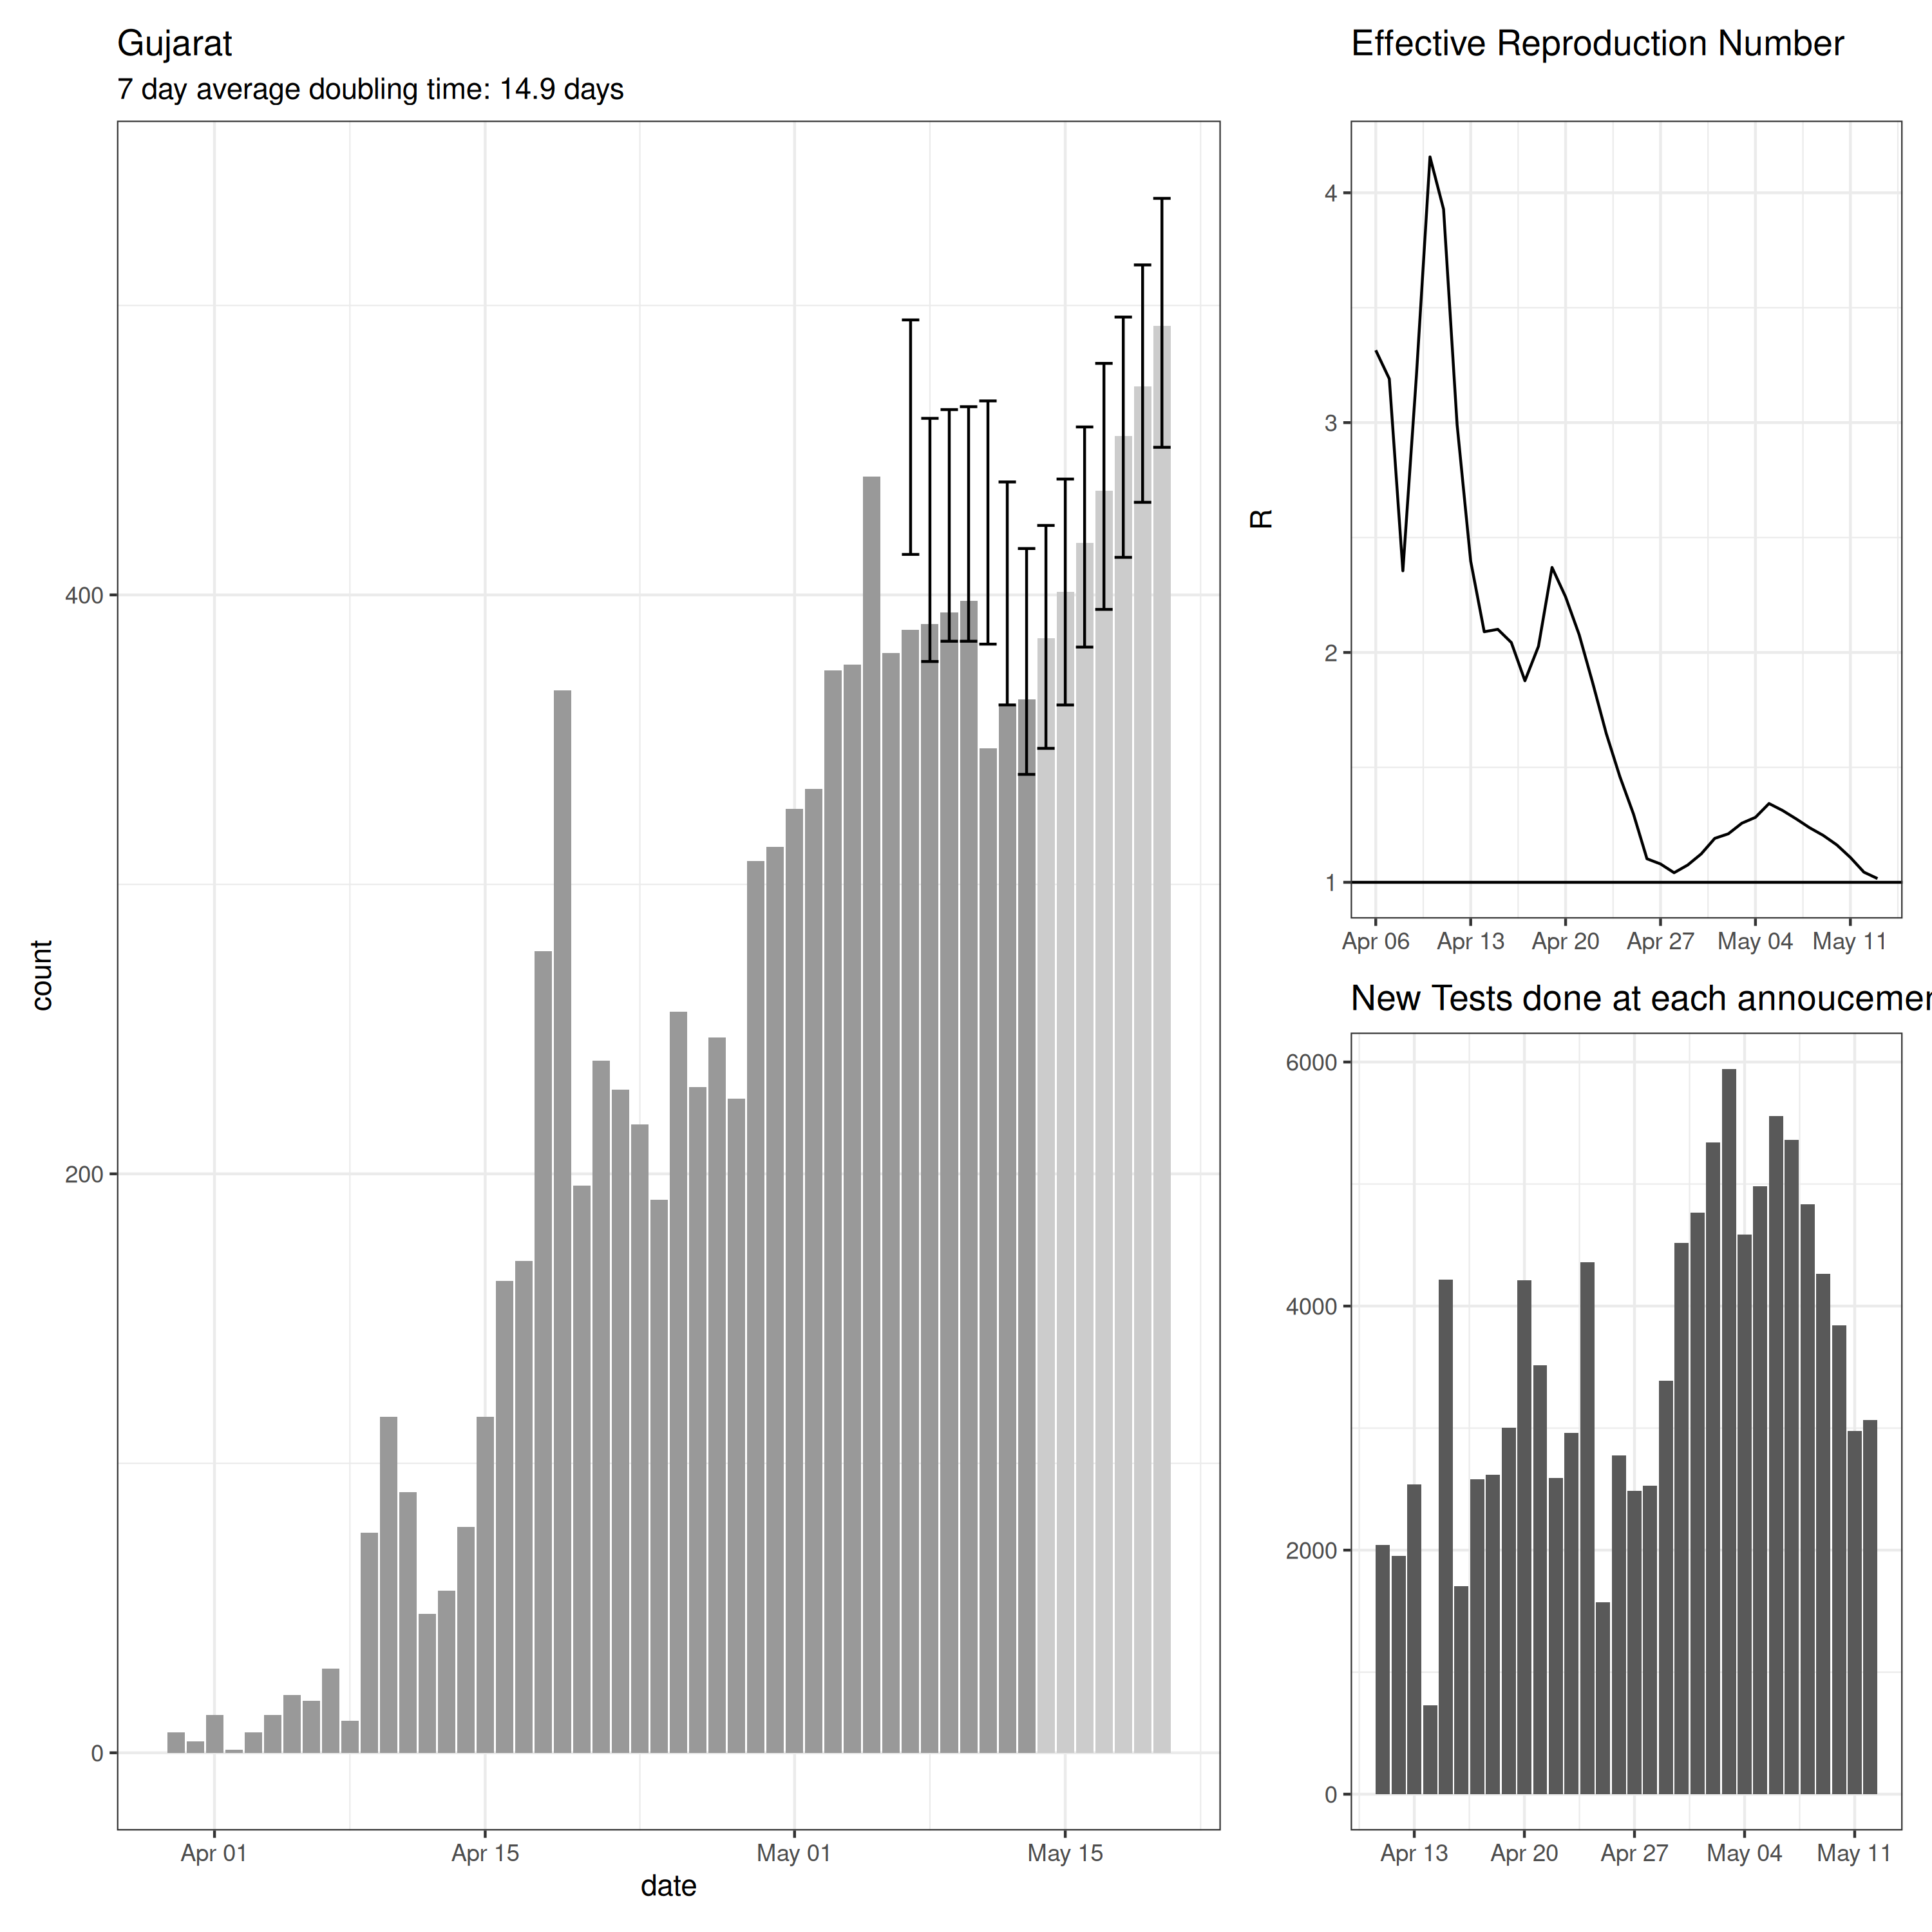 Gujarat
7 day average doubling time: 14.9 days
count
400
200
0
Apr 01 Apr 15 May 01 May 15
date
Effective Reproduction Number
R
4
3
2
1
Apr 06 Apr 13 Apr 20 Apr 27 May 04 May 11
New Tests done at each annoucemen
6000
4000
2000
0
Apr 13 Apr 20 Apr 27 May 04 May 11